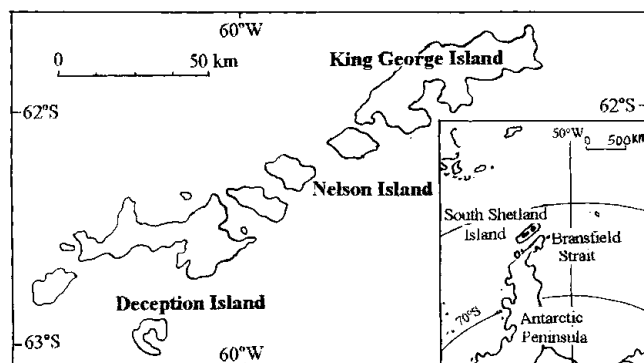 60°W
0 50 km
King George Island
62°S
62°S
50°W
0 500km
Nelson Island
South Shetland
Island
Bransfield
Strait
Deception Island
70°S
Antarctic
Peninsula
63°S
60°W